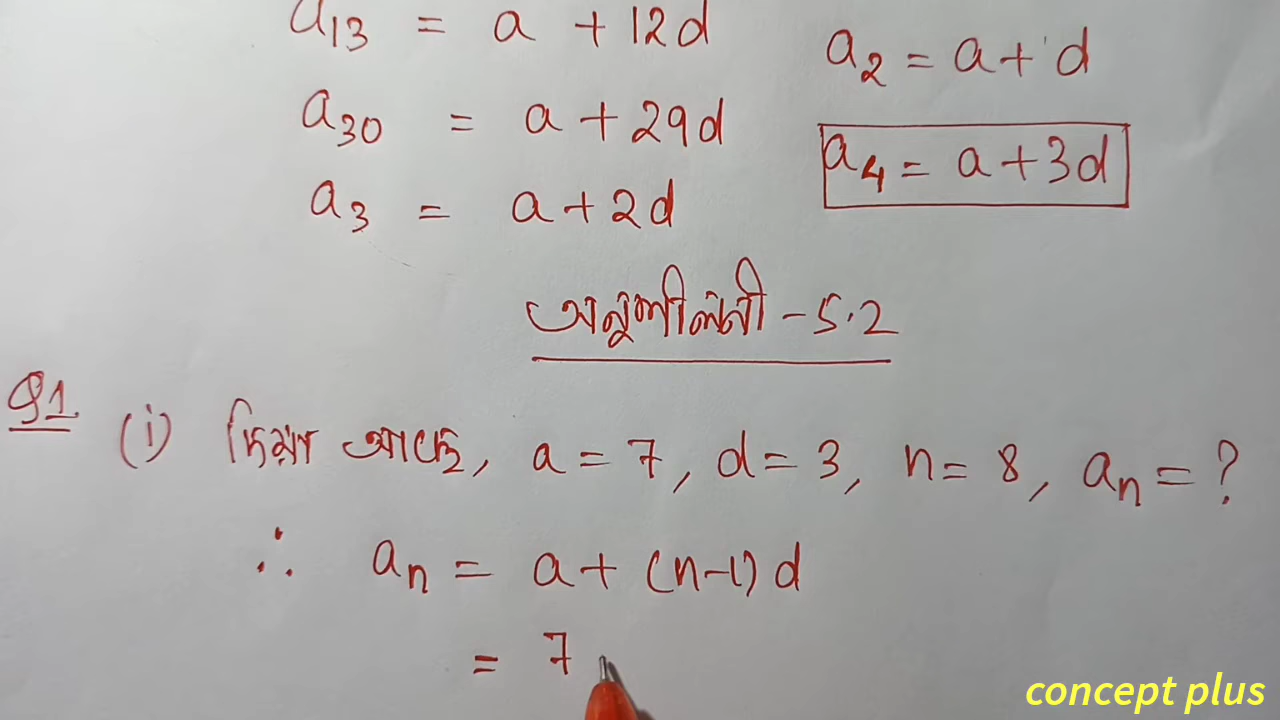 a13 = a + 12d
a30 = a + 29d
a3 = a + 2d
a2 = a + d
a4 = a + 3d
অনুশীলনী - 5.2
Q1. (i) দিয়া আছে, a = 7, d = 3, n = 8, an = ?
∴ an = a + (n-1)d
= 7
concept plus